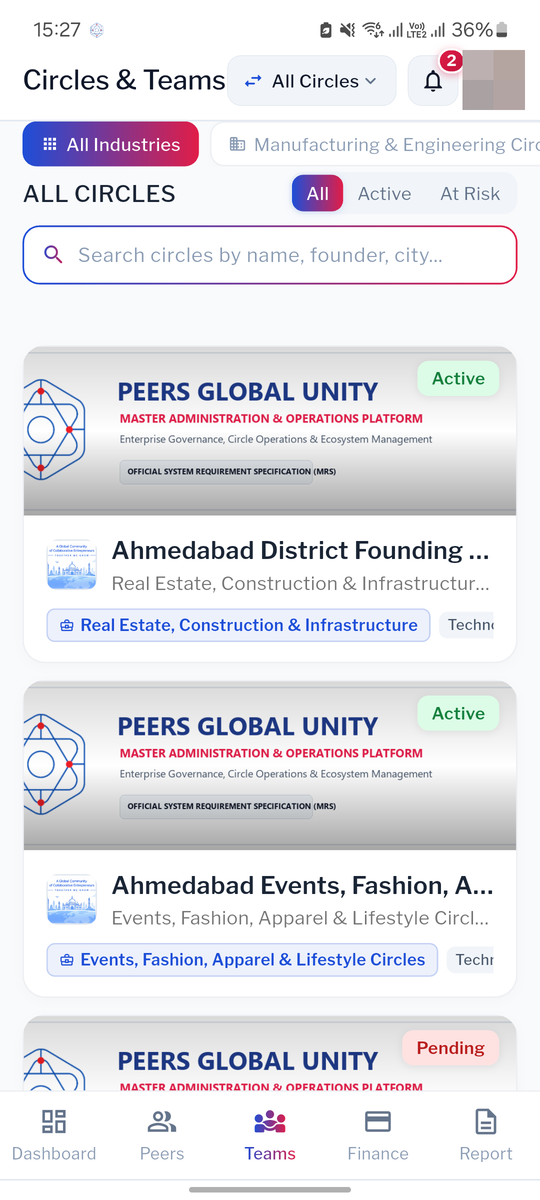 15:27
Vo))
LTE2
36%
Circles & Teams
All Circles
2
All Industries
Manufacturing & Engineering Circ
ALL CIRCLES
All
Active
At Risk
Search circles by name, founder, city...
Active
PEERS GLOBAL UNITY
MASTER ADMINISTRATION & OPERATIONS PLATFORM
Enterprise Governance, Circle Operations & Ecosystem Management
OFFICIAL SYSTEM REQUIREMENT SPECIFICATION (MRS)
Ahmedabad District Founding ...
Real Estate, Construction & Infrastructur...
Real Estate, Construction & Infrastructure
Techno
Active
PEERS GLOBAL UNITY
MASTER ADMINISTRATION & OPERATIONS PLATFORM
Enterprise Governance, Circle Operations & Ecosystem Management
OFFICIAL SYSTEM REQUIREMENT SPECIFICATION (MRS)
Ahmedabad Events, Fashion, A...
Events, Fashion, Apparel & Lifestyle Circl...
Events, Fashion, Apparel & Lifestyle Circles
Techr
Pending
PEERS GLOBAL UNITY
MASTER ADMINISTRATION & OPERATIONS PLATFORM
Dashboard
Peers
Teams
Finance
Report